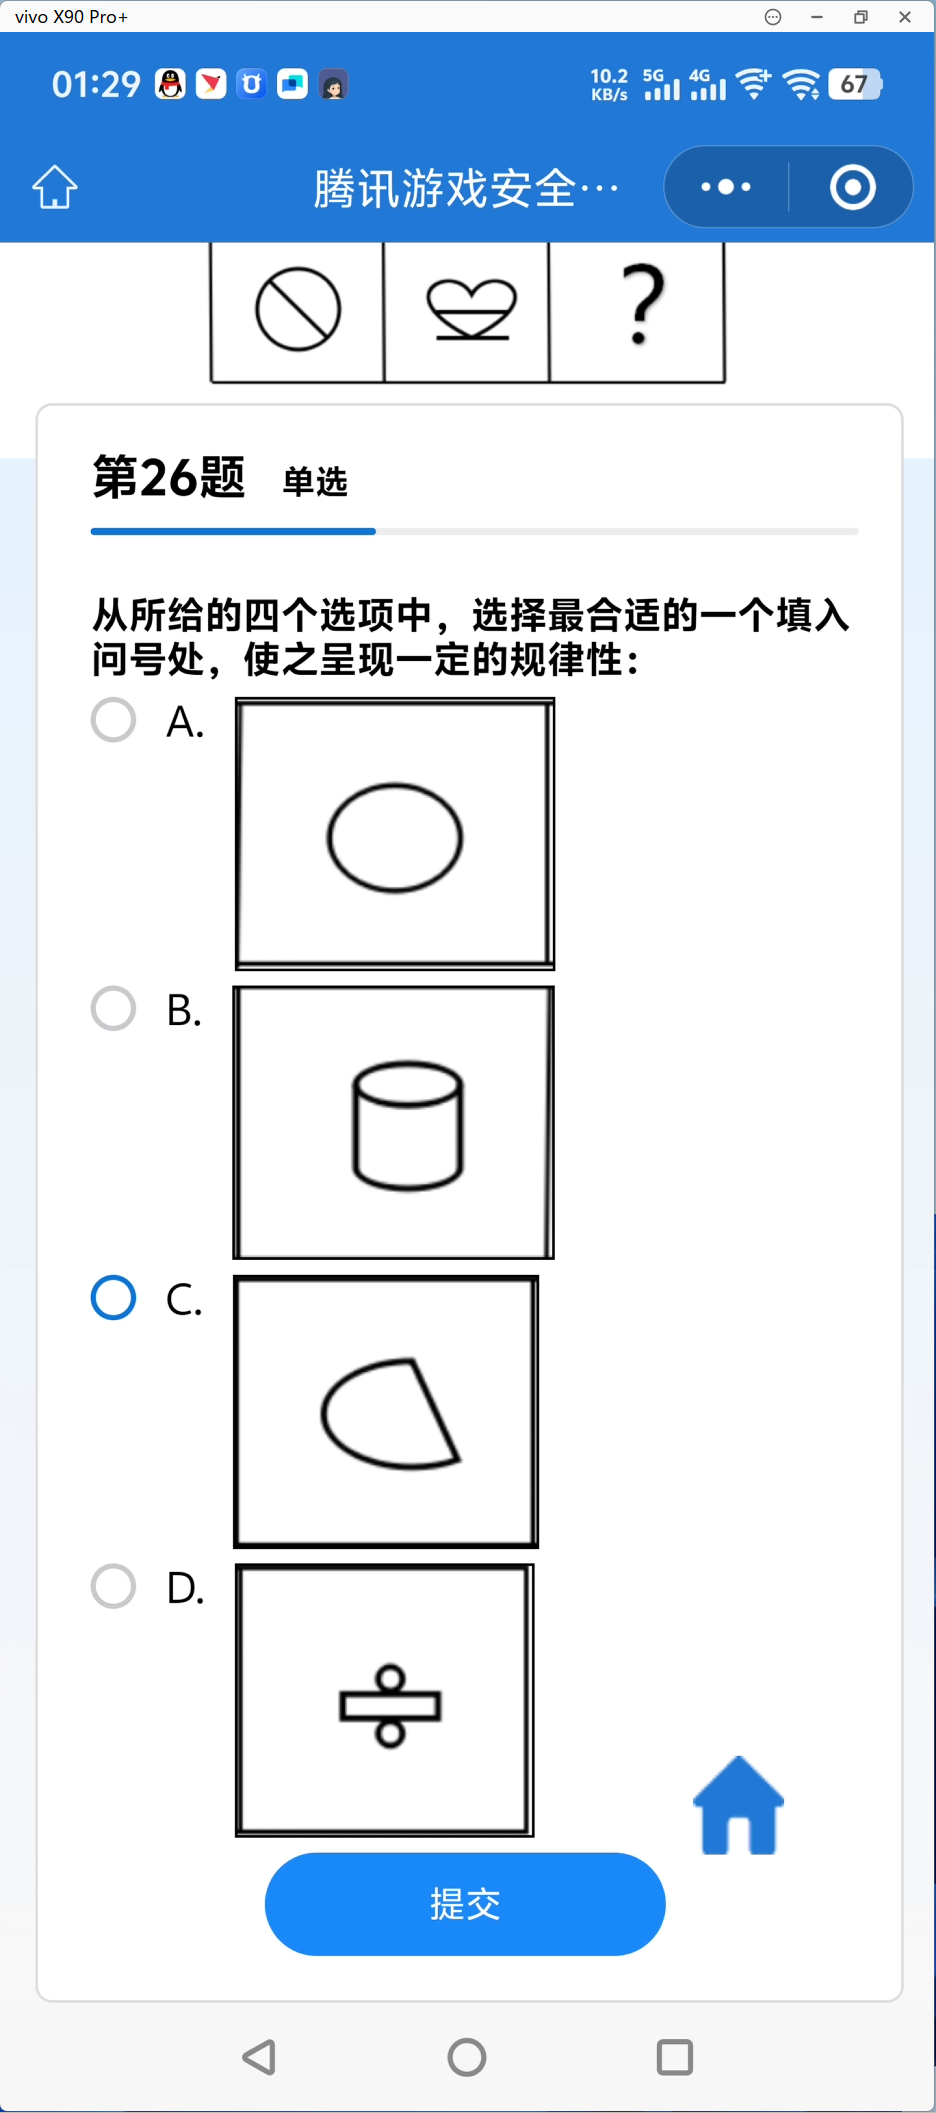 vivo X90 Pro+
01:29 10.2 KB/s 5G 4G 67
腾讯游戏安全···
?
第26题 单选
从所给的四个选项中，选择最合适的一个填入
问号处，使之呈现一定的规律性：
A.
B.
C.
D.
提交